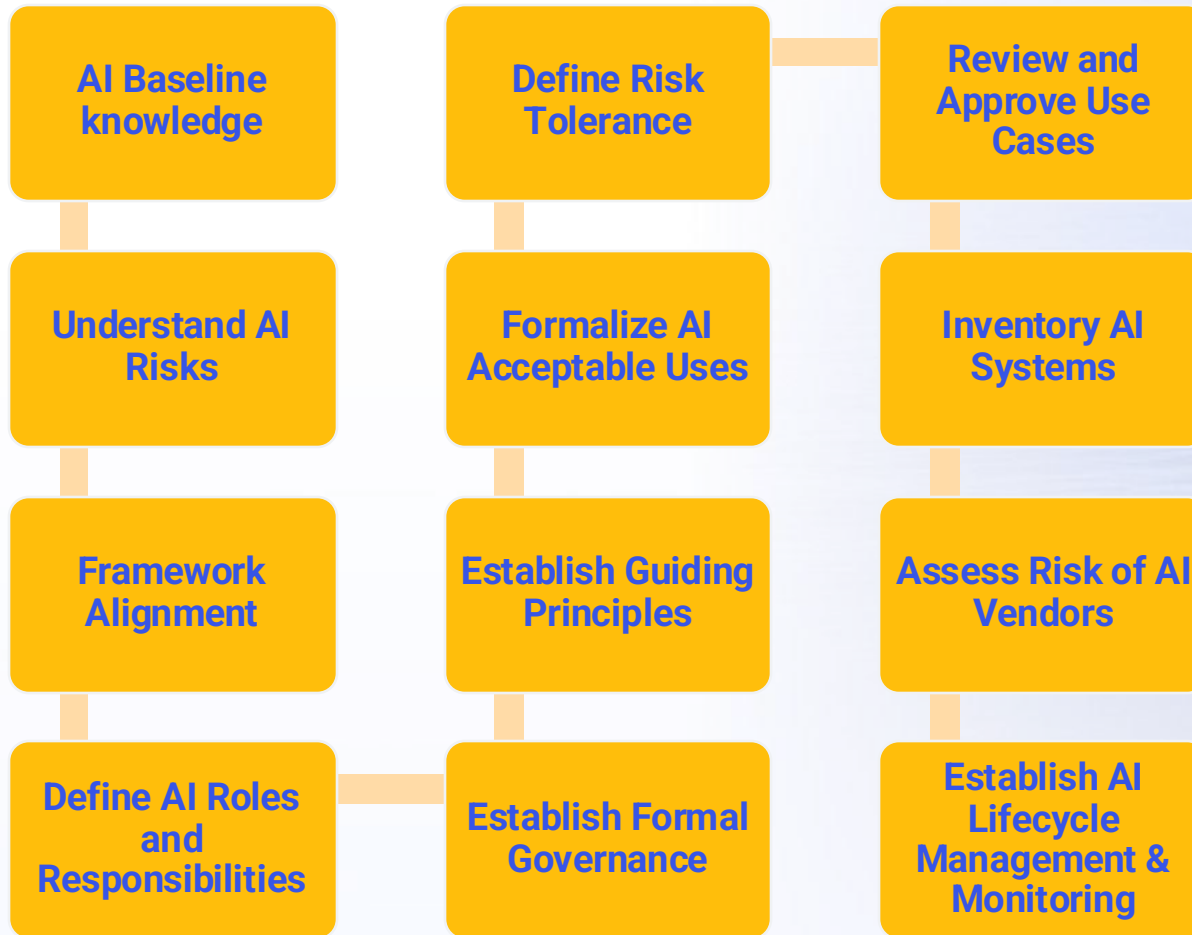 AI Baseline
knowledge
Understand AI
Risks
Framework
Alignment
Define AI Roles
and
Responsibilities
Establish Formal
Governance
Establish Guiding
Principles
Formalize AI
Acceptable Uses
Define Risk
Tolerance
Review and
Approve Use
Cases
Inventory AI
Systems
Assess Risk of AI
Vendors
Establish AI
Lifecycle
Management &
Monitoring